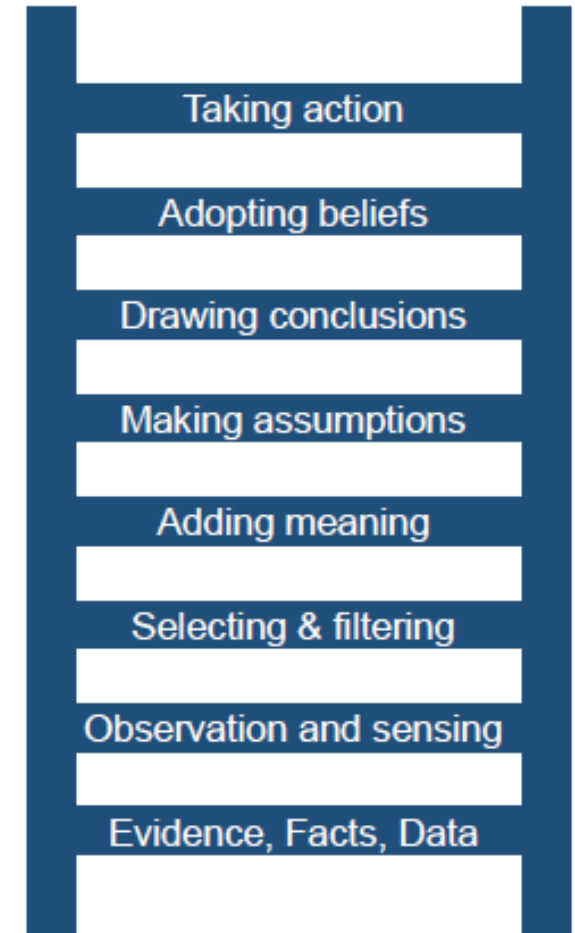 Taking action
Adopting beliefs
Drawing conclusions
Making assumptions
Adding meaning
Selecting & filtering
Observation and sensing
Evidence, Facts, Data